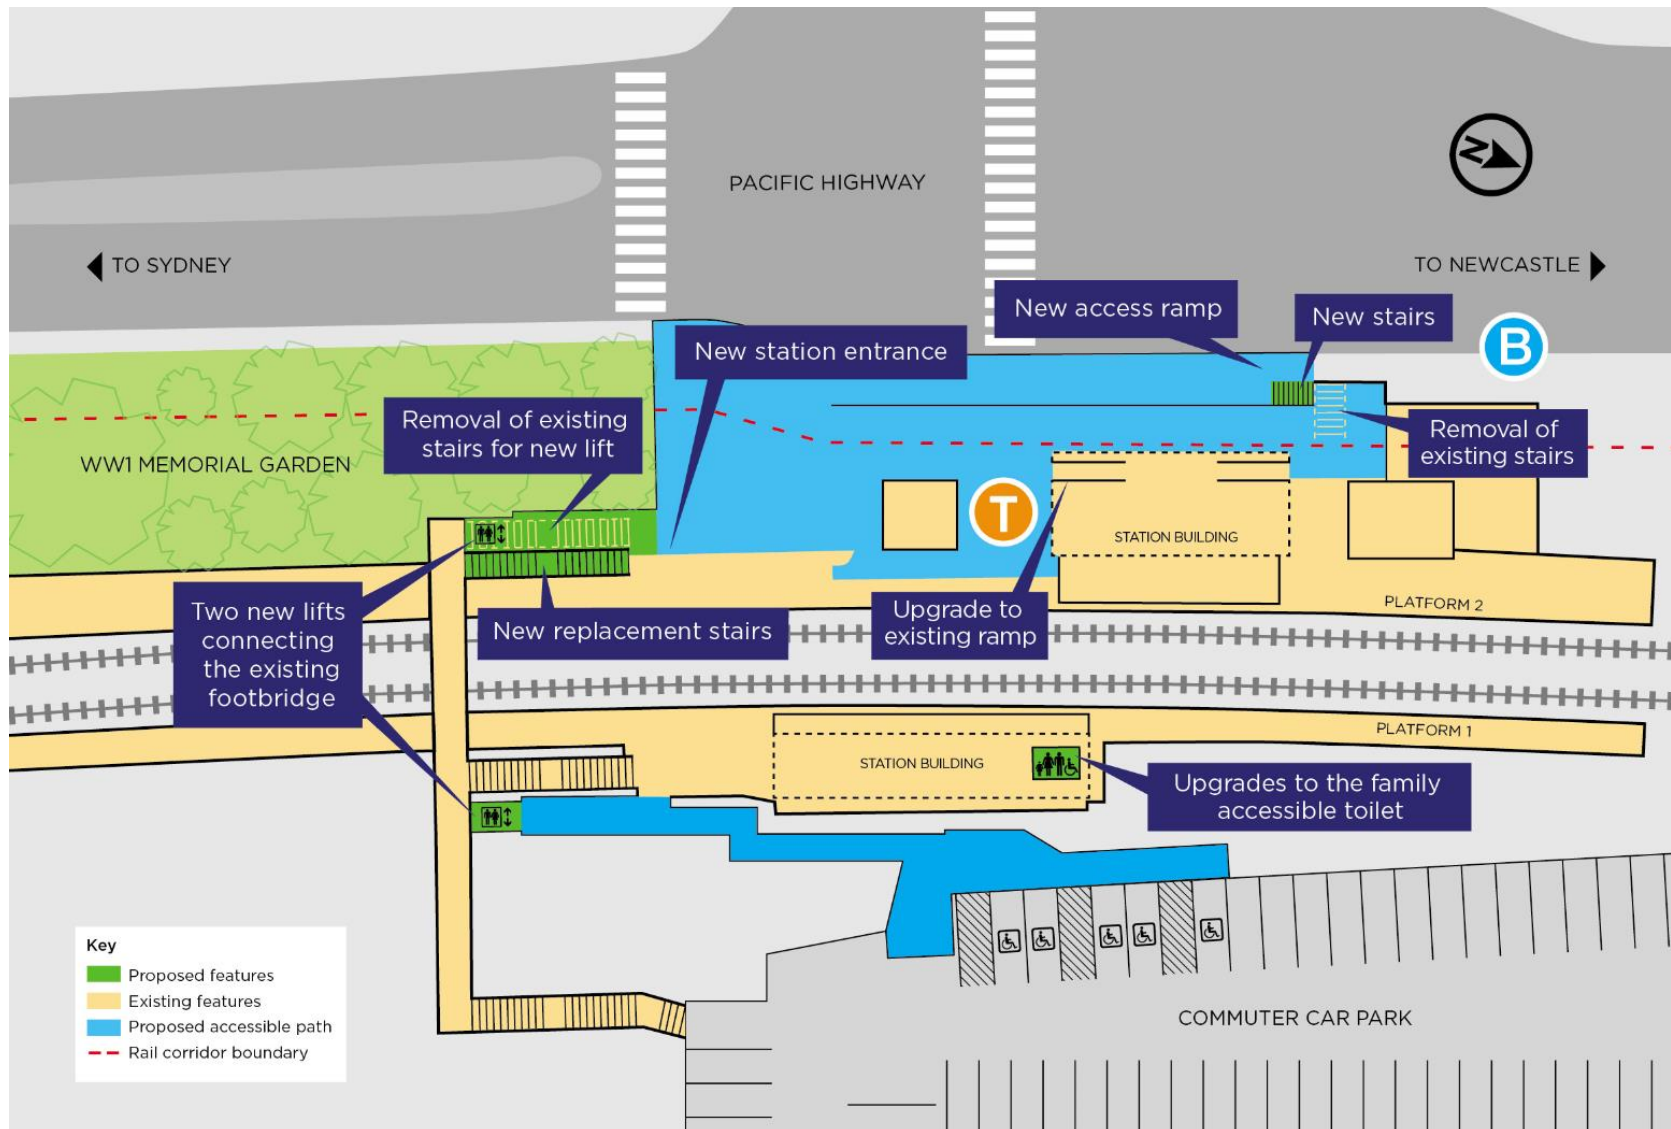 PACIFIC HIGHWAY
N
TO SYDNEY
TO NEWCASTLE
New access ramp
New stairs
B
New station entrance
Removal of existing
stairs for new lift
Removal of
existing stairs
WW1 MEMORIAL GARDEN
T
STATION BUILDING
Two new lifts
connecting
the existing
footbridge
New replacement stairs
Upgrade to
existing ramp
PLATFORM 2
PLATFORM 1
STATION BUILDING
Upgrades to the family
accessible toilet
Key
Proposed features
Existing features
Proposed accessible path
Rail corridor boundary
COMMUTER CAR PARK